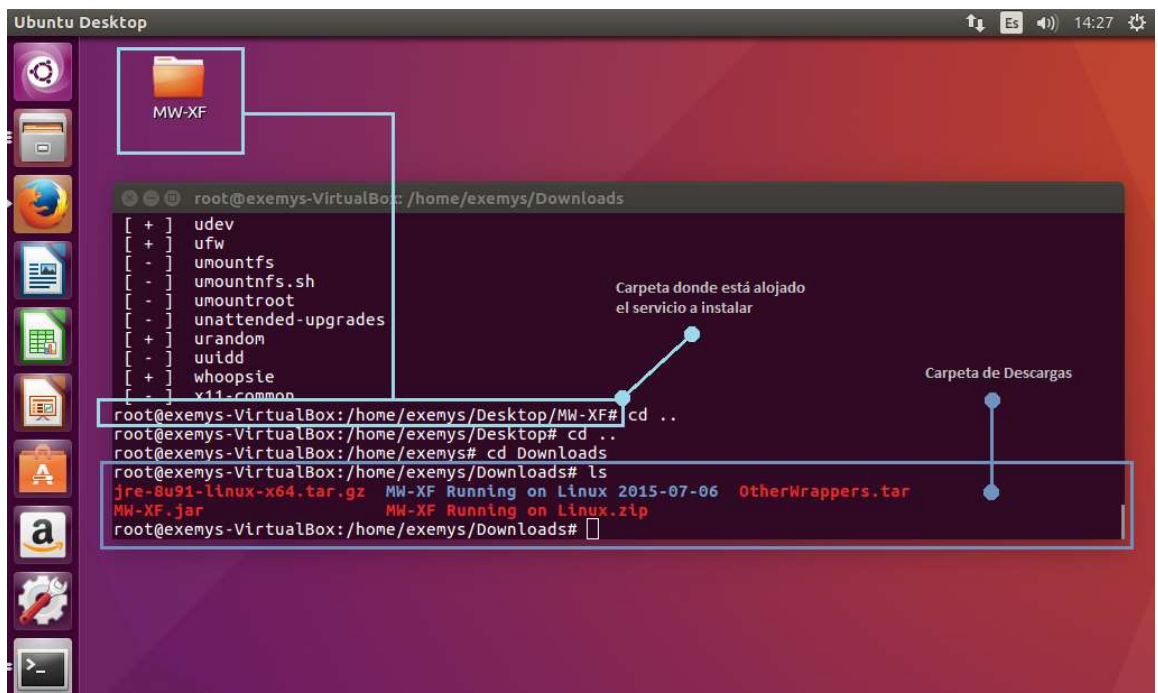 Ubuntu Desktop
Es
14:27
MW-XF
root@exemys-VirtualBox: /home/exemys/Downloads
[ + ] udev
[ + ] ufw
[ - ] umountfs
[ - ] umountnfs.sh
[ - ] umountroot
[ - ] unattended-upgrades
[ + ] urandom
[ - ] uuidd
[ + ] whoopsie
[ - ] x11-common
Carpeta donde está alojado
el servicio a instalar
Carpeta de Descargas
root@exemys-VirtualBox:/home/exemys/Desktop/MW-XF# cd ..
root@exemys-VirtualBox:/home/exemys/Desktop# cd ..
root@exemys-VirtualBox:/home/exemys# cd Downloads
root@exemys-VirtualBox:/home/exemys/Downloads# ls
jre-8u91-linux-x64.tar.gz MW-XF Running on Linux 2015-07-06 OtherWrappers.tar
MW-XF.jar MW-XF Running on Linux.zip
root@exemys-VirtualBox:/home/exemys/Downloads#